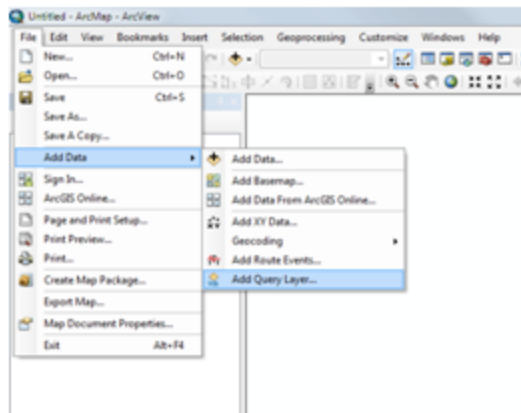 Untitled - ArcMap - ArcView
File Edit View Bookmarks Insert Selection Geoprocessing Customize Windows Help
New... Ctrl+N
Open... Ctrl+O
Save Ctrl+S
Save As...
Save A Copy...
Add Data
Add Data...
Sign In...
Add Basemap...
ArcGIS Online...
Add Data From ArcGIS Online...
Page and Print Setup...
Add XY Data...
Print Preview...
Geocoding
Print...
Add Route Events...
Create Map Package...
Add Query Layer...
Export Map...
Map Document Properties...
Exit Alt+F4